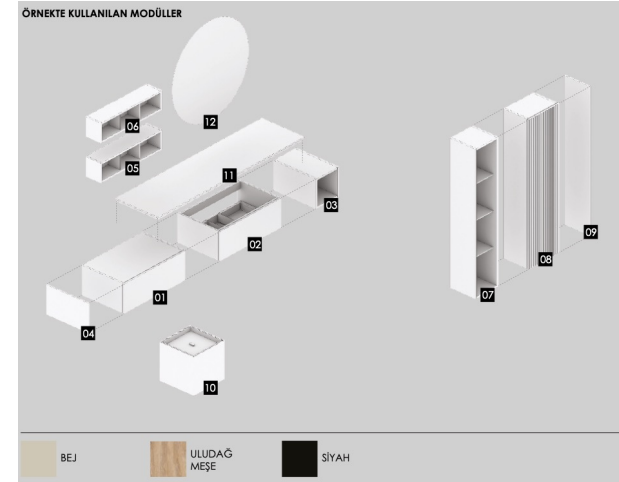 ÖRNEKTE KULLANILAN MODÜLLER
12
06
05
11
03
02
01
04
10
09
08
07
BEJ
ULUDAĞ
MEŞE
SİYAH